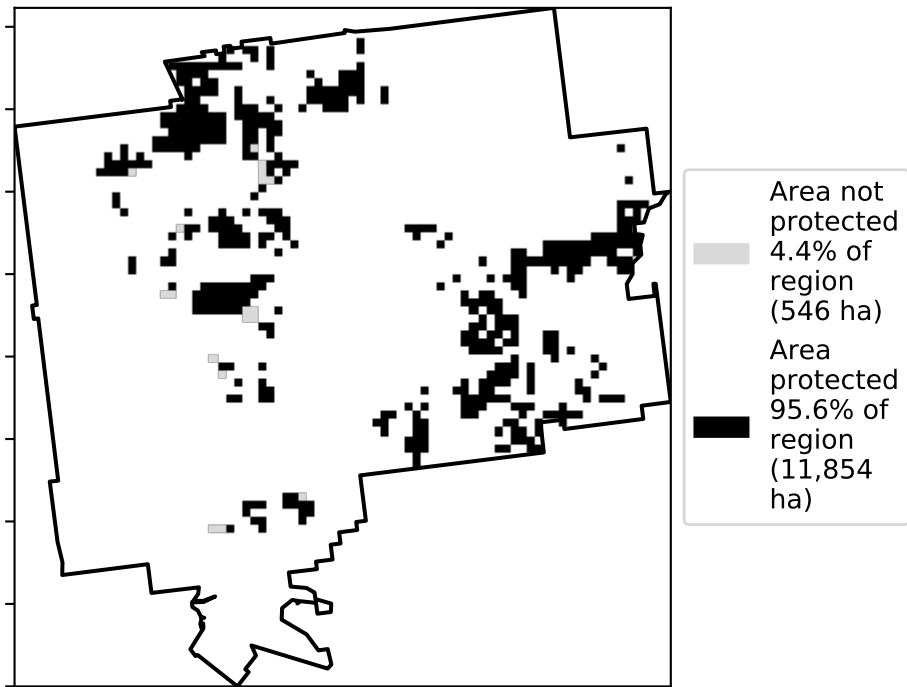 Area not
protected
4.4% of
region
(546 ha)
Area
protected
95.6% of
region
(11,854
ha)